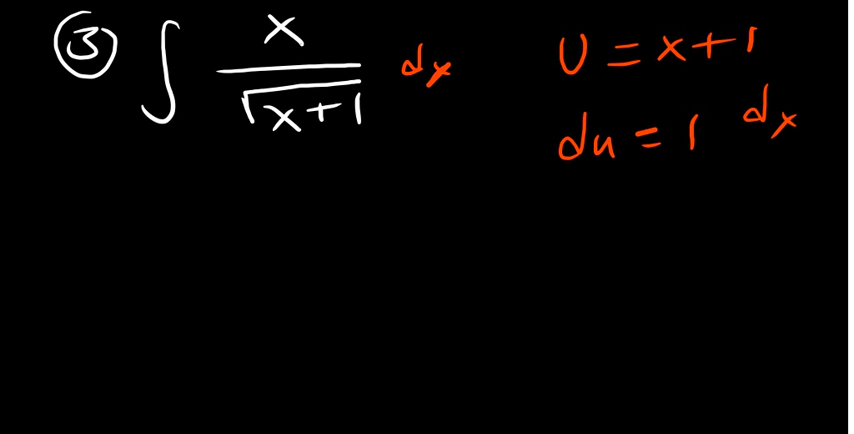 ③ ∫ x / √(x+1) dx
U = x+1
du = 1 dx